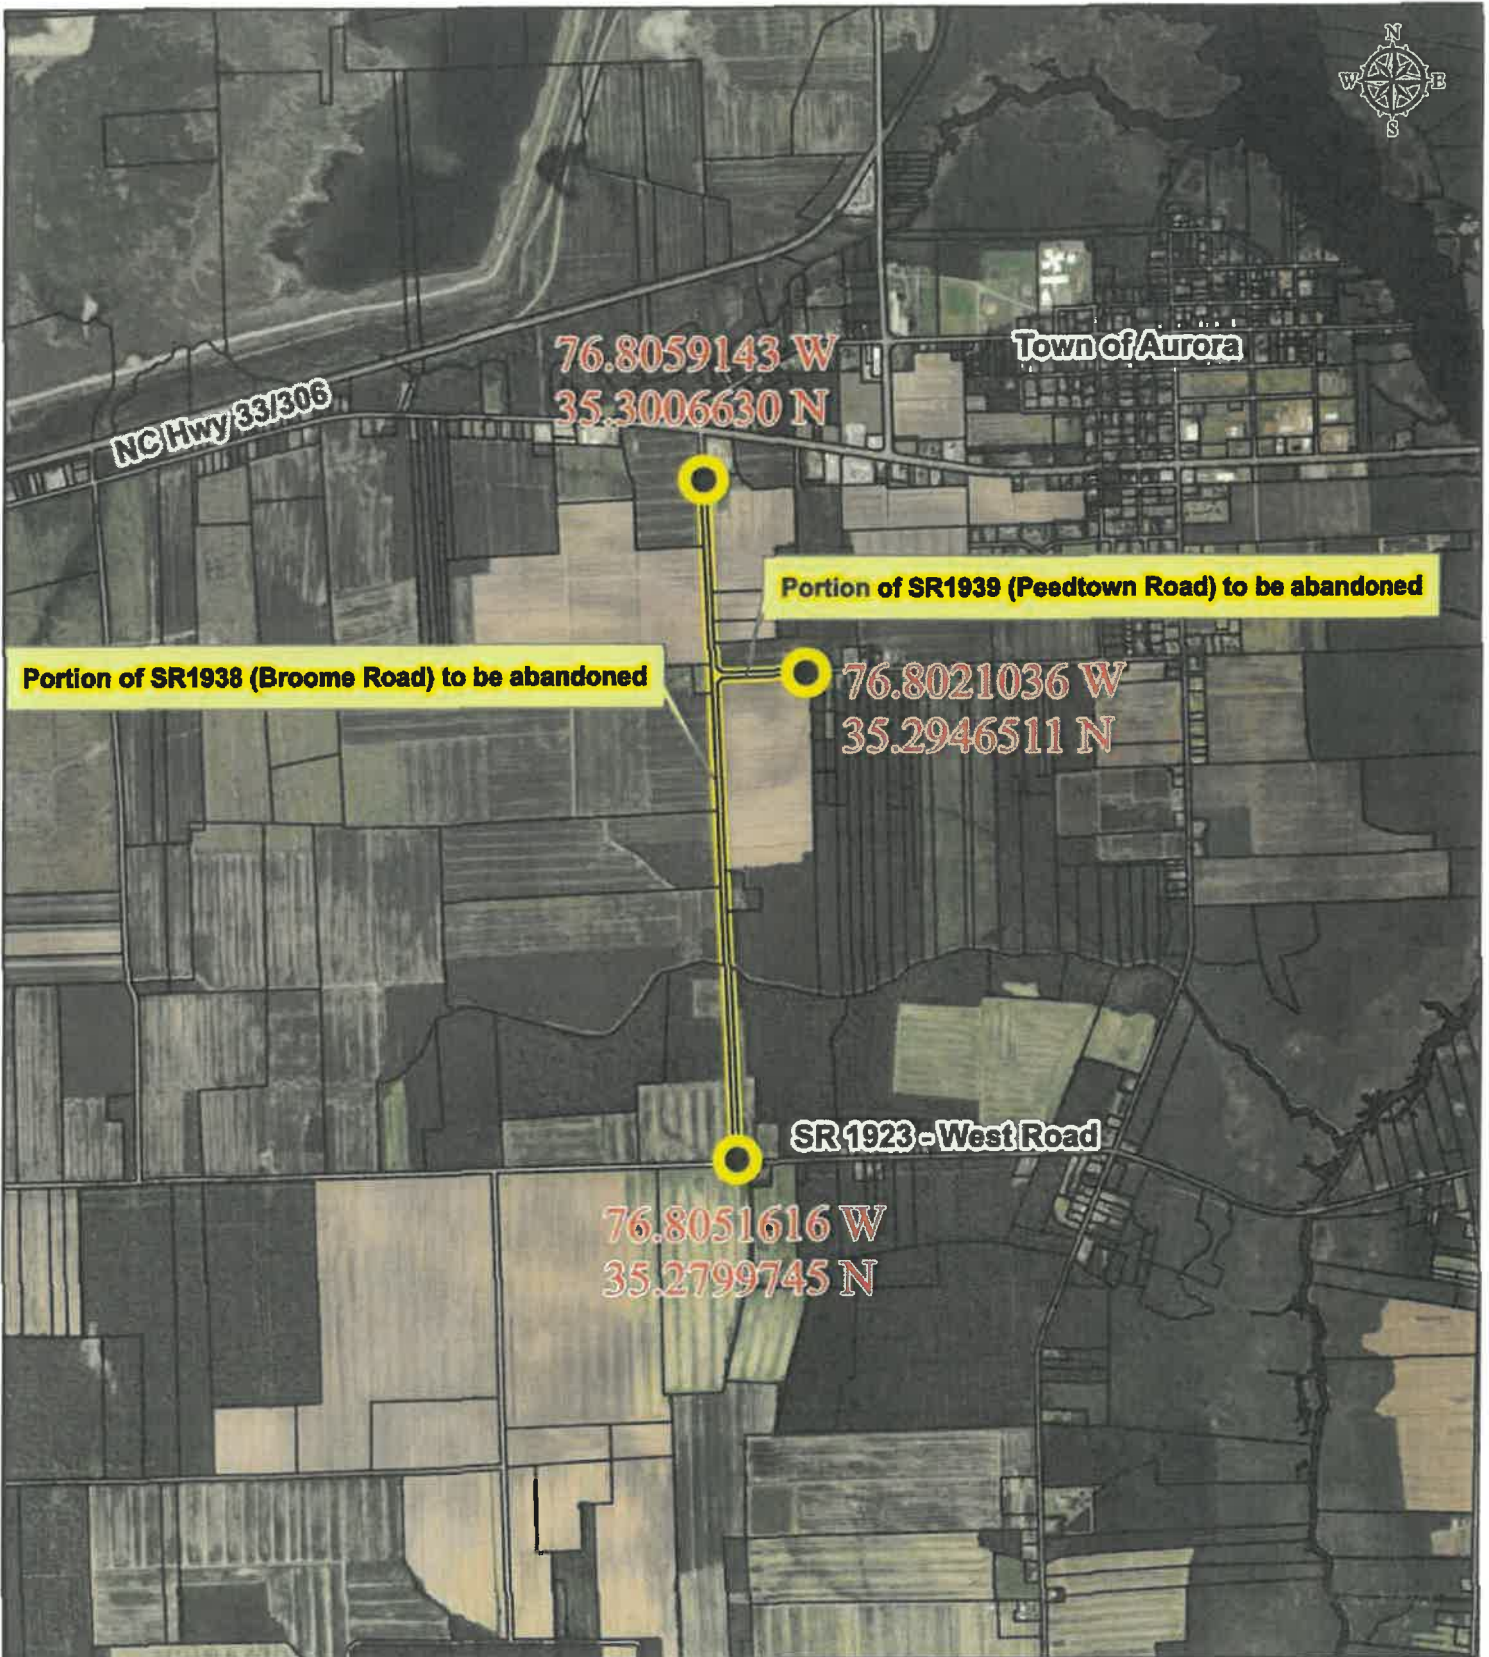 N
W E
S
76.8059143 W
35.3006630 N
Town of Aurora
NC Hwy 33/306
Portion of SR1939 (Peedtown Road) to be abandoned
Portion of SR1938 (Broome Road) to be abandoned
76.8021036 W
35.2946511 N
SR 1923 - West Road
76.8051616 W
35.2799745 N